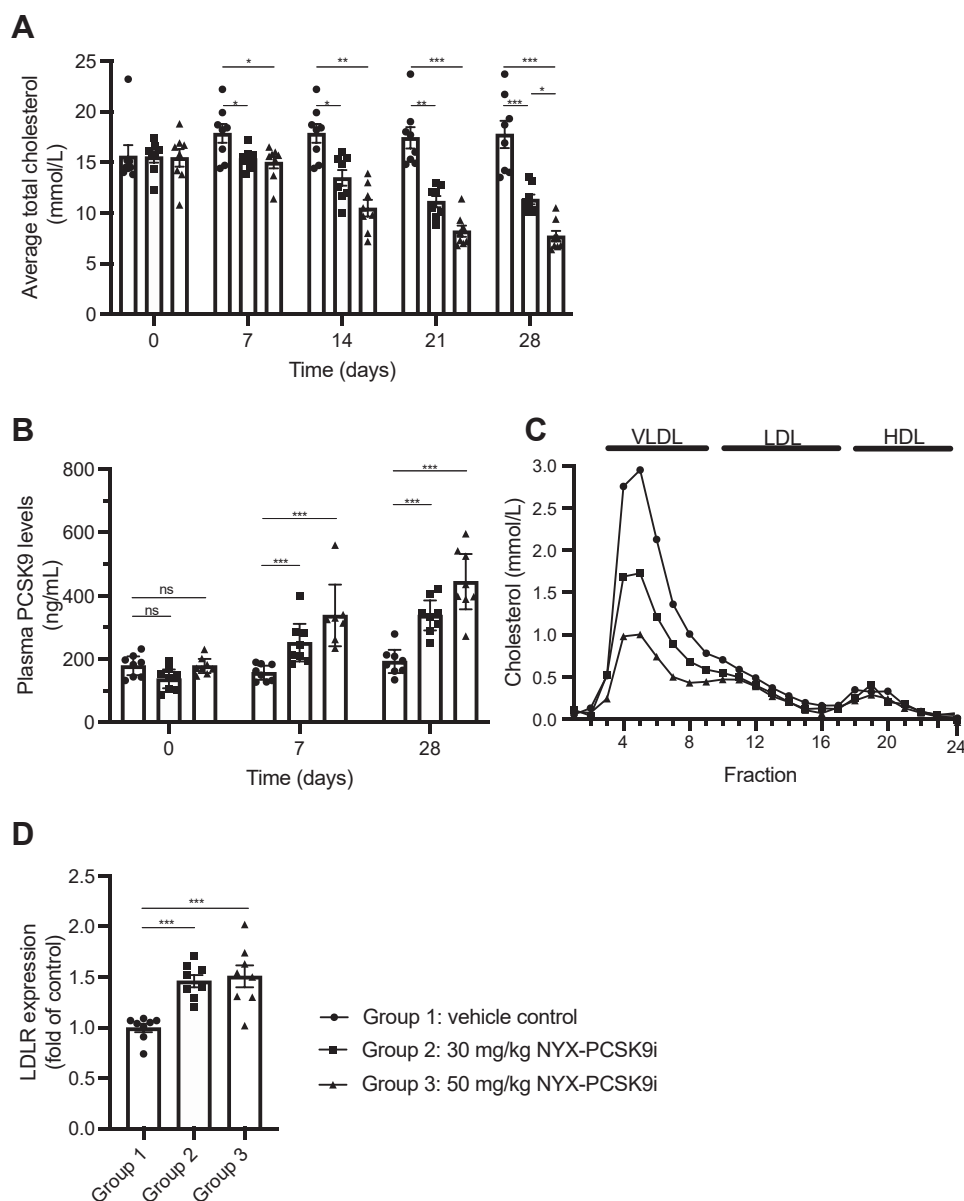 A
Average total cholesterol
(mmol/L)
25
20
15
10
5
0
* * ** * *** ** *** *** *
0 7 14 21 28
Time (days)
B
Plasma PCSK9 levels
(ng/mL)
800
600
400
200
0
ns ns *** *** *** ***
0 7 28
Time (days)
C
VLDL LDL HDL
Cholesterol (mmol/L)
3.0
2.5
2.0
1.5
1.0
0.5
0.0
4 8 12 16 20 24
Fraction
D
LDLR expression
(fold of control)
2.5
2.0
1.5
1.0
0.5
0.0
*** ***
Group 1
Group 2
Group 3
Group 1: vehicle control
Group 2: 30 mg/kg NYX-PCSK9i
Group 3: 50 mg/kg NYX-PCSK9i